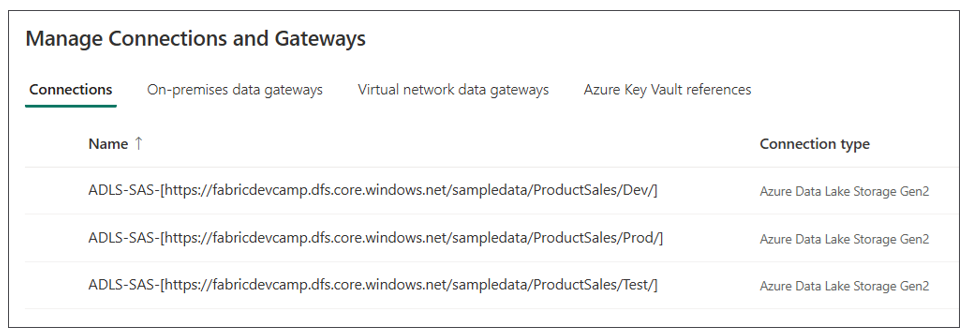 Manage Connections and Gateways
Connections On-premises data gateways Virtual network data gateways Azure Key Vault references
Name ↑ Connection type
ADLS-SAS-[https://fabricdevcamp.dfs.core.windows.net/sampledata/ProductSales/Dev/] Azure Data Lake Storage Gen2
ADLS-SAS-[https://fabricdevcamp.dfs.core.windows.net/sampledata/ProductSales/Prod/] Azure Data Lake Storage Gen2
ADLS-SAS-[https://fabricdevcamp.dfs.core.windows.net/sampledata/ProductSales/Test/] Azure Data Lake Storage Gen2